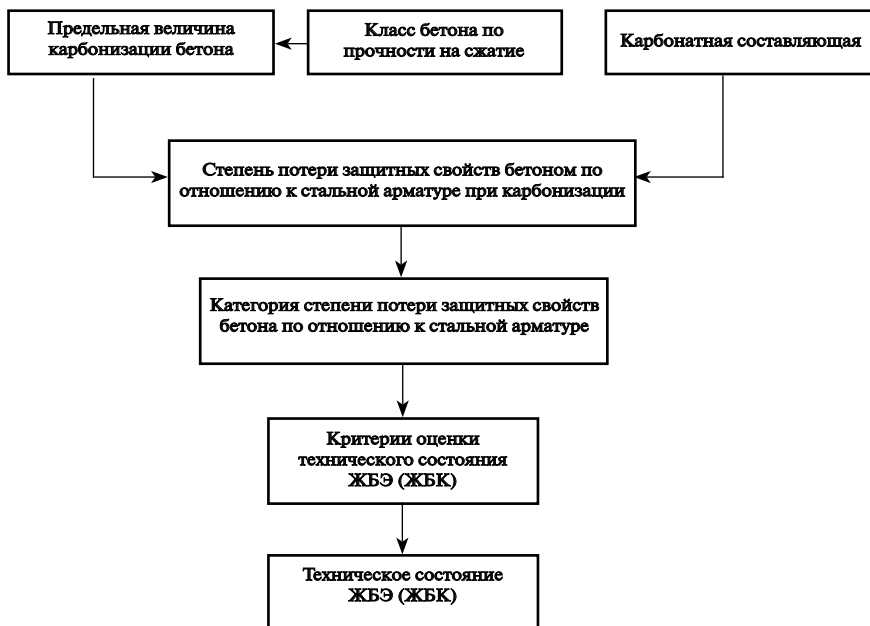 Предельная величина
карбонизации бетона
Класс бетона по
прочности на сжатие
Карбонатная составляющая
Степень потери защитных свойств бетоном по
отношению к стальной арматуре при карбонизации
Категория степени потери защитных свойств
бетона по отношению к стальной арматуре
Критерии оценки
технического состояния
ЖБЭ (ЖБК)
Техническое состояние
ЖБЭ (ЖБК)